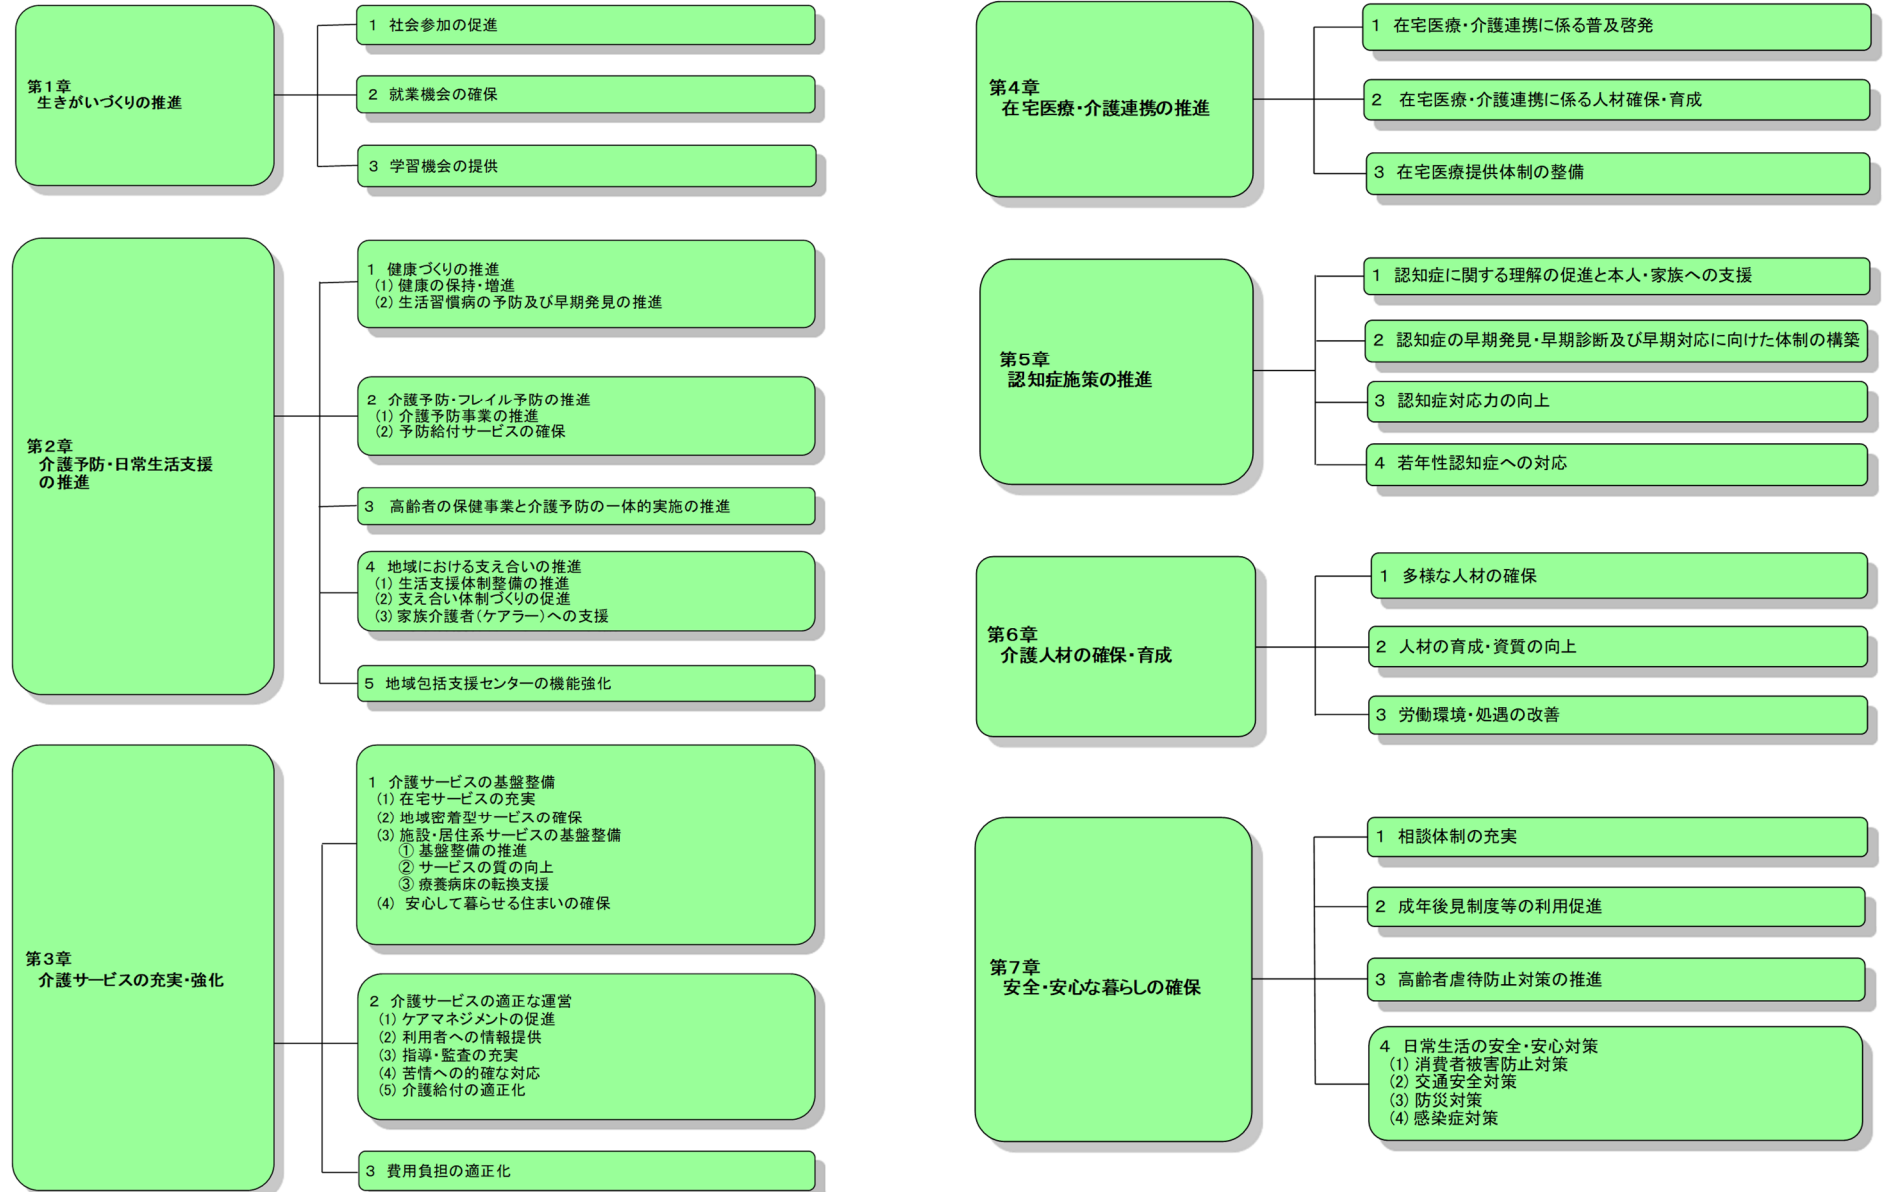 第１章
生きがいづくりの推進
１ 社会参加の促進
２ 就業機会の確保
３ 学習機会の提供
第２章
介護予防・日常生活支援
の推進
１ 健康づくりの推進
(1) 健康の保持・増進
(2) 生活習慣病の予防及び早期発見の推進
２ 介護予防・フレイル予防の推進
(1) 介護予防事業の推進
(2) 予防給付サービスの確保
３ 高齢者の保健事業と介護予防の一体的実施の推進
４ 地域における支え合いの推進
(1) 生活支援体制整備の推進
(2) 支え合い体制づくりの促進
(3) 家族介護者（ケアラー）への支援
５ 地域包括支援センターの機能強化
第３章
介護サービスの充実・強化
１ 介護サービスの基盤整備
(1) 在宅サービスの充実
(2) 地域密着型サービスの確保
(3) 施設・居住系サービスの基盤整備
① 基盤整備の推進
② サービスの質の向上
③ 療養病床の転換支援
(4) 安心して暮らせる住まいの確保
２ 介護サービスの適正な運営
(1) ケアマネジメントの促進
(2) 利用者への情報提供
(3) 指導・監査の充実
(4) 苦情への的確な対応
(5) 介護給付の適正化
３ 費用負担の適正化
第４章
在宅医療・介護連携の推進
１ 在宅医療・介護連携に係る普及啓発
２ 在宅医療・介護連携に係る人材確保・育成
３ 在宅医療提供体制の整備
第５章
認知症施策の推進
１ 認知症に関する理解の促進と本人・家族への支援
２ 認知症の早期発見・早期診断及び早期対応に向けた体制の構築
３ 認知症対応力の向上
４ 若年性認知症への対応
第６章
介護人材の確保・育成
１ 多様な人材の確保
２ 人材の育成・資質の向上
３ 労働環境・処遇の改善
第７章
安全・安心な暮らしの確保
１ 相談体制の充実
２ 成年後見制度等の利用促進
３ 高齢者虐待防止対策の推進
４ 日常生活の安全・安心対策
(1) 消費者被害防止対策
(2) 交通安全対策
(3) 防災対策
(4) 感染症対策